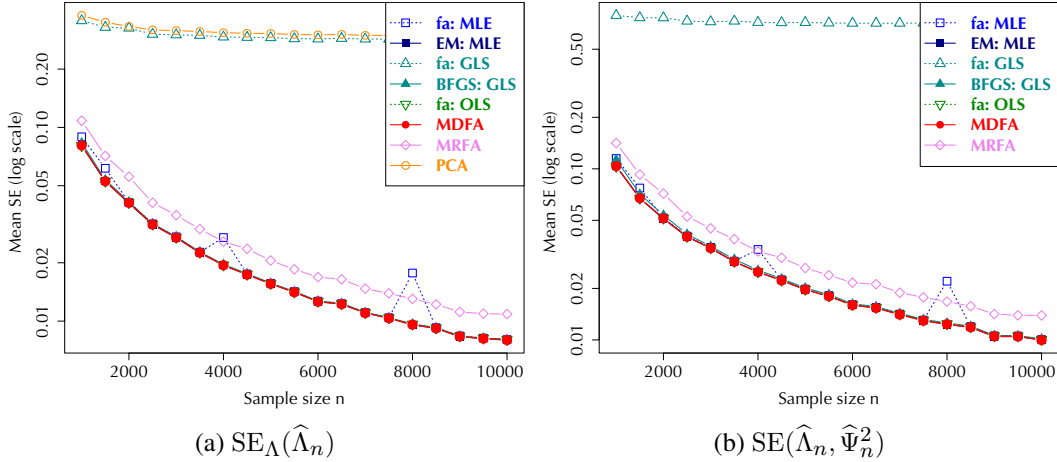 fa: MLE
EM: MLE
fa: GLS
BFGS: GLS
fa: OLS
MDFA
MRFA
PCA
Mean SE (log scale)
0.20
0.10
0.05
0.02
0.01
2000 4000 6000 8000 10000
Sample size n
(a) SE_Λ(Λ̂_n)
fa: MLE
EM: MLE
fa: GLS
BFGS: GLS
fa: OLS
MDFA
MRFA
Mean SE (log scale)
0.50
0.20
0.10
0.05
0.02
0.01
2000 4000 6000 8000 10000
Sample size n
(b) SE(Λ̂_n, Ψ̂²_n)